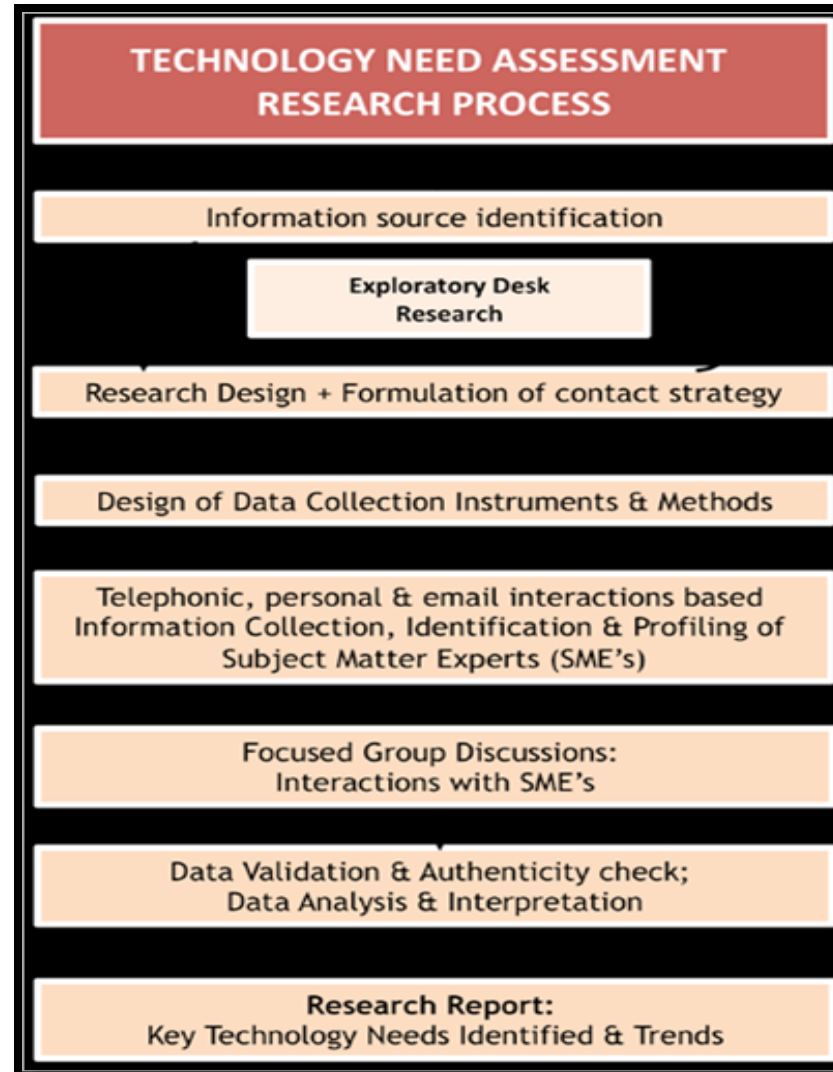 TECHNOLOGY NEED ASSESSMENT
RESEARCH PROCESS
Information source identification
Exploratory Desk
Research
Research Design + Formulation of contact strategy
Design of Data Collection Instruments & Methods
Telephonic, personal & email interactions based
Information Collection, Identification & Profiling of
Subject Matter Experts (SME's)
Focused Group Discussions:
Interactions with SME's
Data Validation & Authenticity check;
Data Analysis & Interpretation
Research Report:
Key Technology Needs Identified & Trends